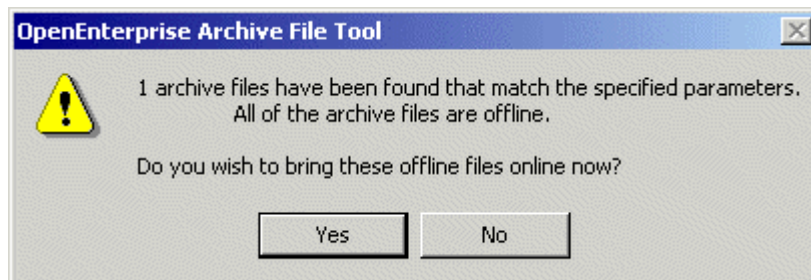 OpenEnterprise Archive File Tool
1 archive files have been found that match the specified parameters.
All of the archive files are offline.
Do you wish to bring these offline files online now?
Yes
No